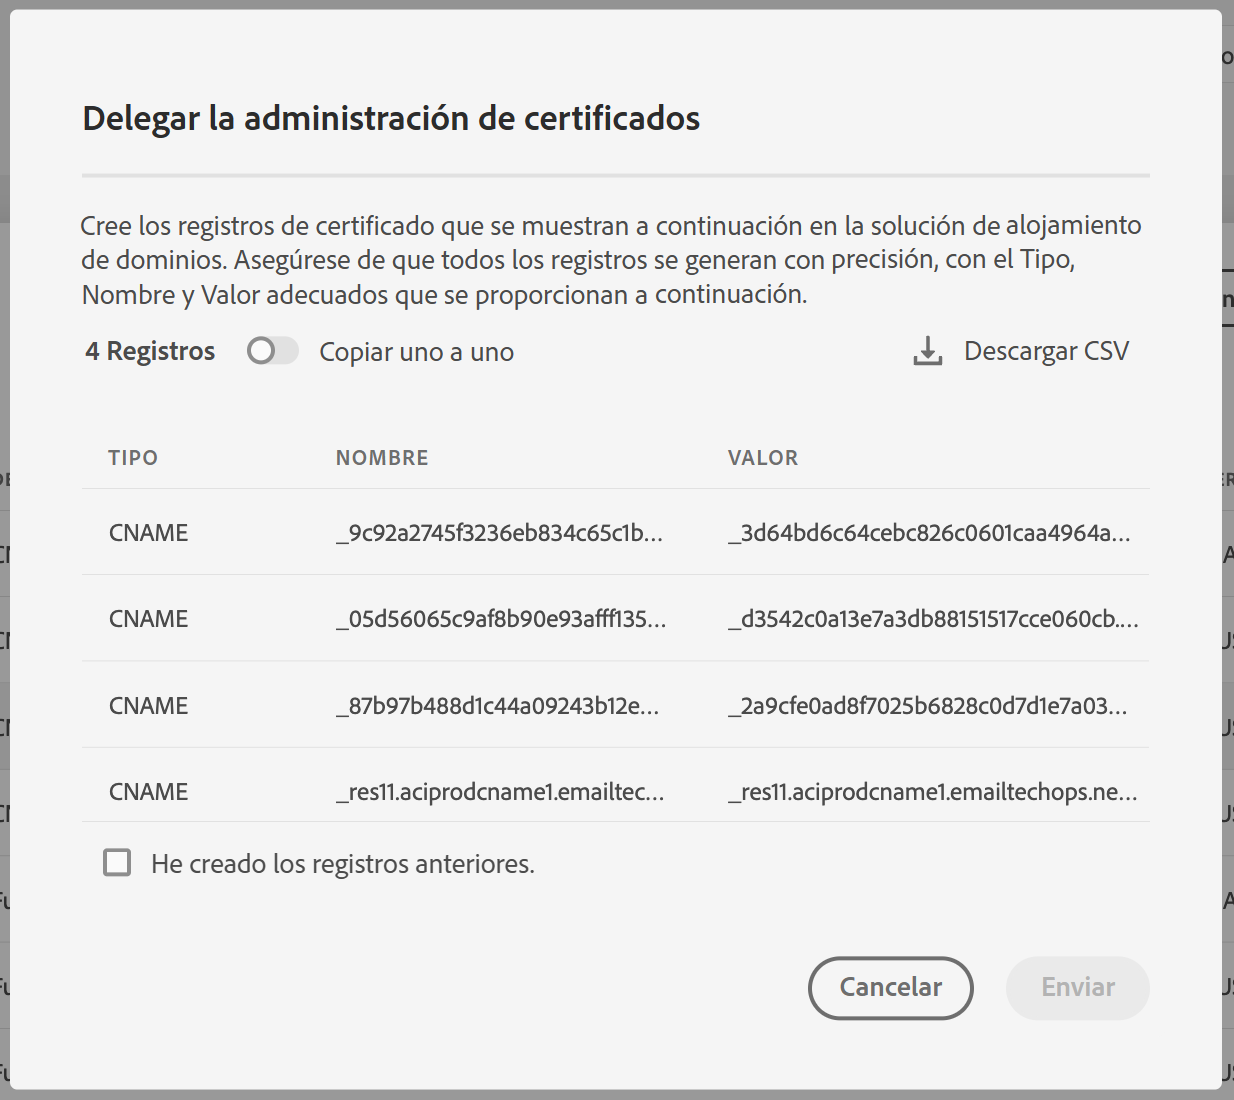 Delegar la administración de certificados
Cree los registros de certificado que se muestran a continuación en la solución de alojamiento
de dominios. Asegúrese de que todos los registros se generan con precisión, con el Tipo,
Nombre y Valor adecuados que se proporcionan a continuación.
4 Registros Copiar uno a uno Descargar CSV
TIPO NOMBRE VALOR
CNAME _9c92a2745f3236eb834c65c1b... _3d64bd6c64cebc826c0601caa4964a...
CNAME _05d56065c9af8b90e93afff135... _d3542c0a13e7a3db88151517cce060cb....
CNAME _87b97b488d1c44a09243b12e... _2a9cfe0ad8f7025b6828c0d7d1e7a03...
CNAME _res11.aciprodcname1.emailtec... _res11.aciprodcname1.emailtechops.ne...
He creado los registros anteriores.
Cancelar Enviar